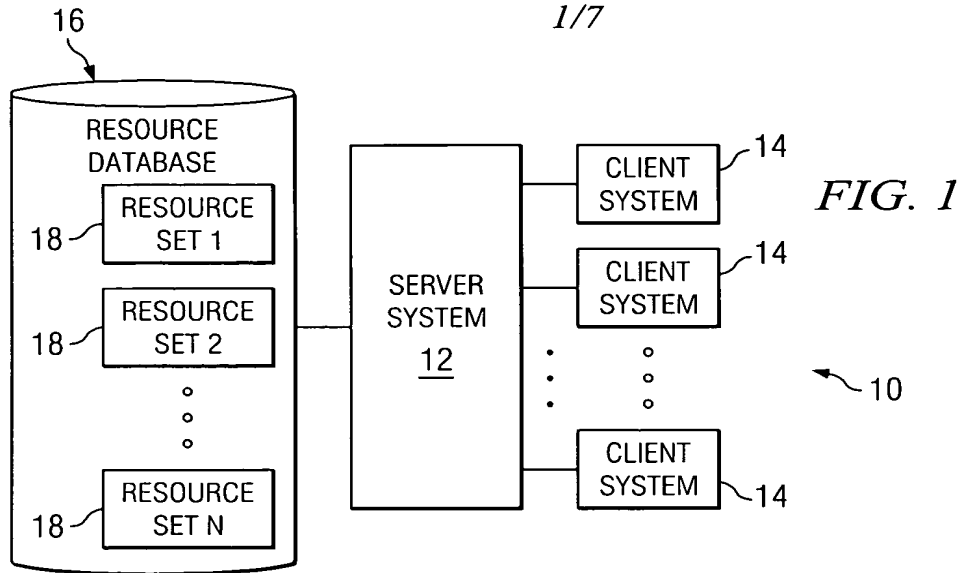 1/7
16
RESOURCE
DATABASE
RESOURCE
SET 1
18
RESOURCE
SET 2
18
RESOURCE
SET N
18
SERVER
SYSTEM
12
CLIENT
SYSTEM
14
CLIENT
SYSTEM
14
CLIENT
SYSTEM
14
FIG. 1
10